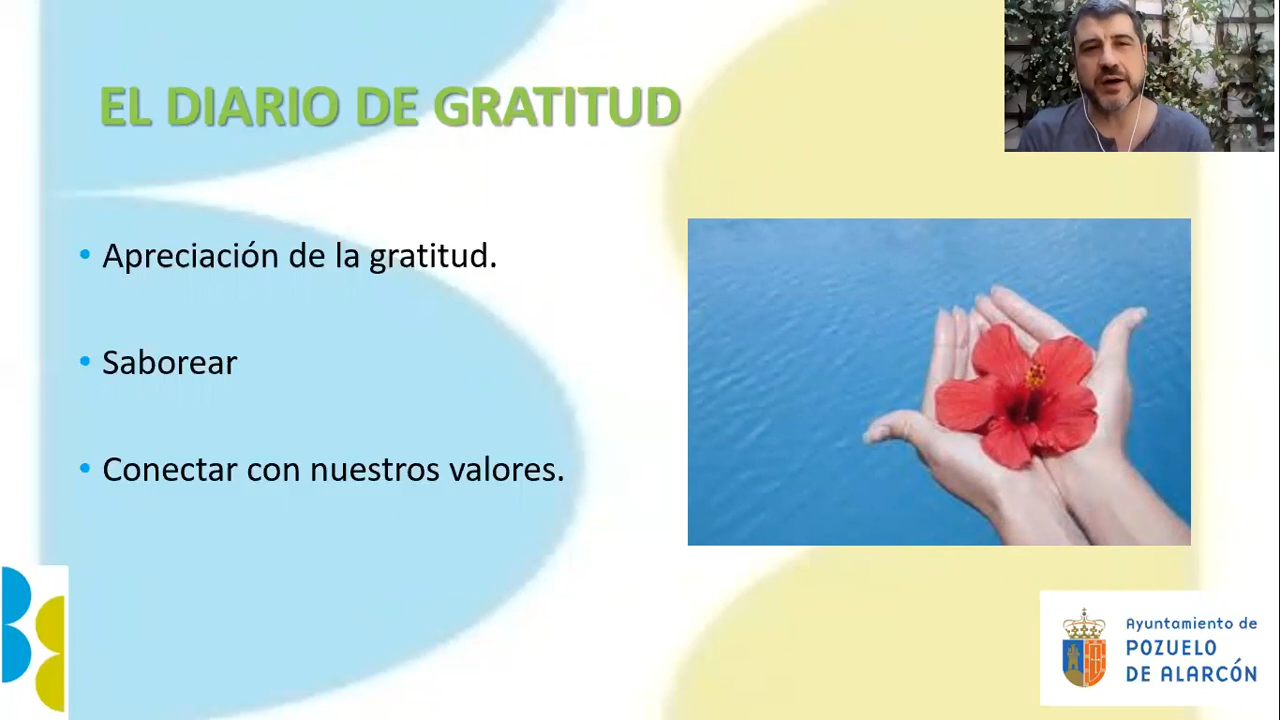 EL DIARIO DE GRATITUD
• Apreciación de la gratitud.
• Saborear
• Conectar con nuestros valores.
Ayuntamiento de
POZUELO
DE ALARCÓN